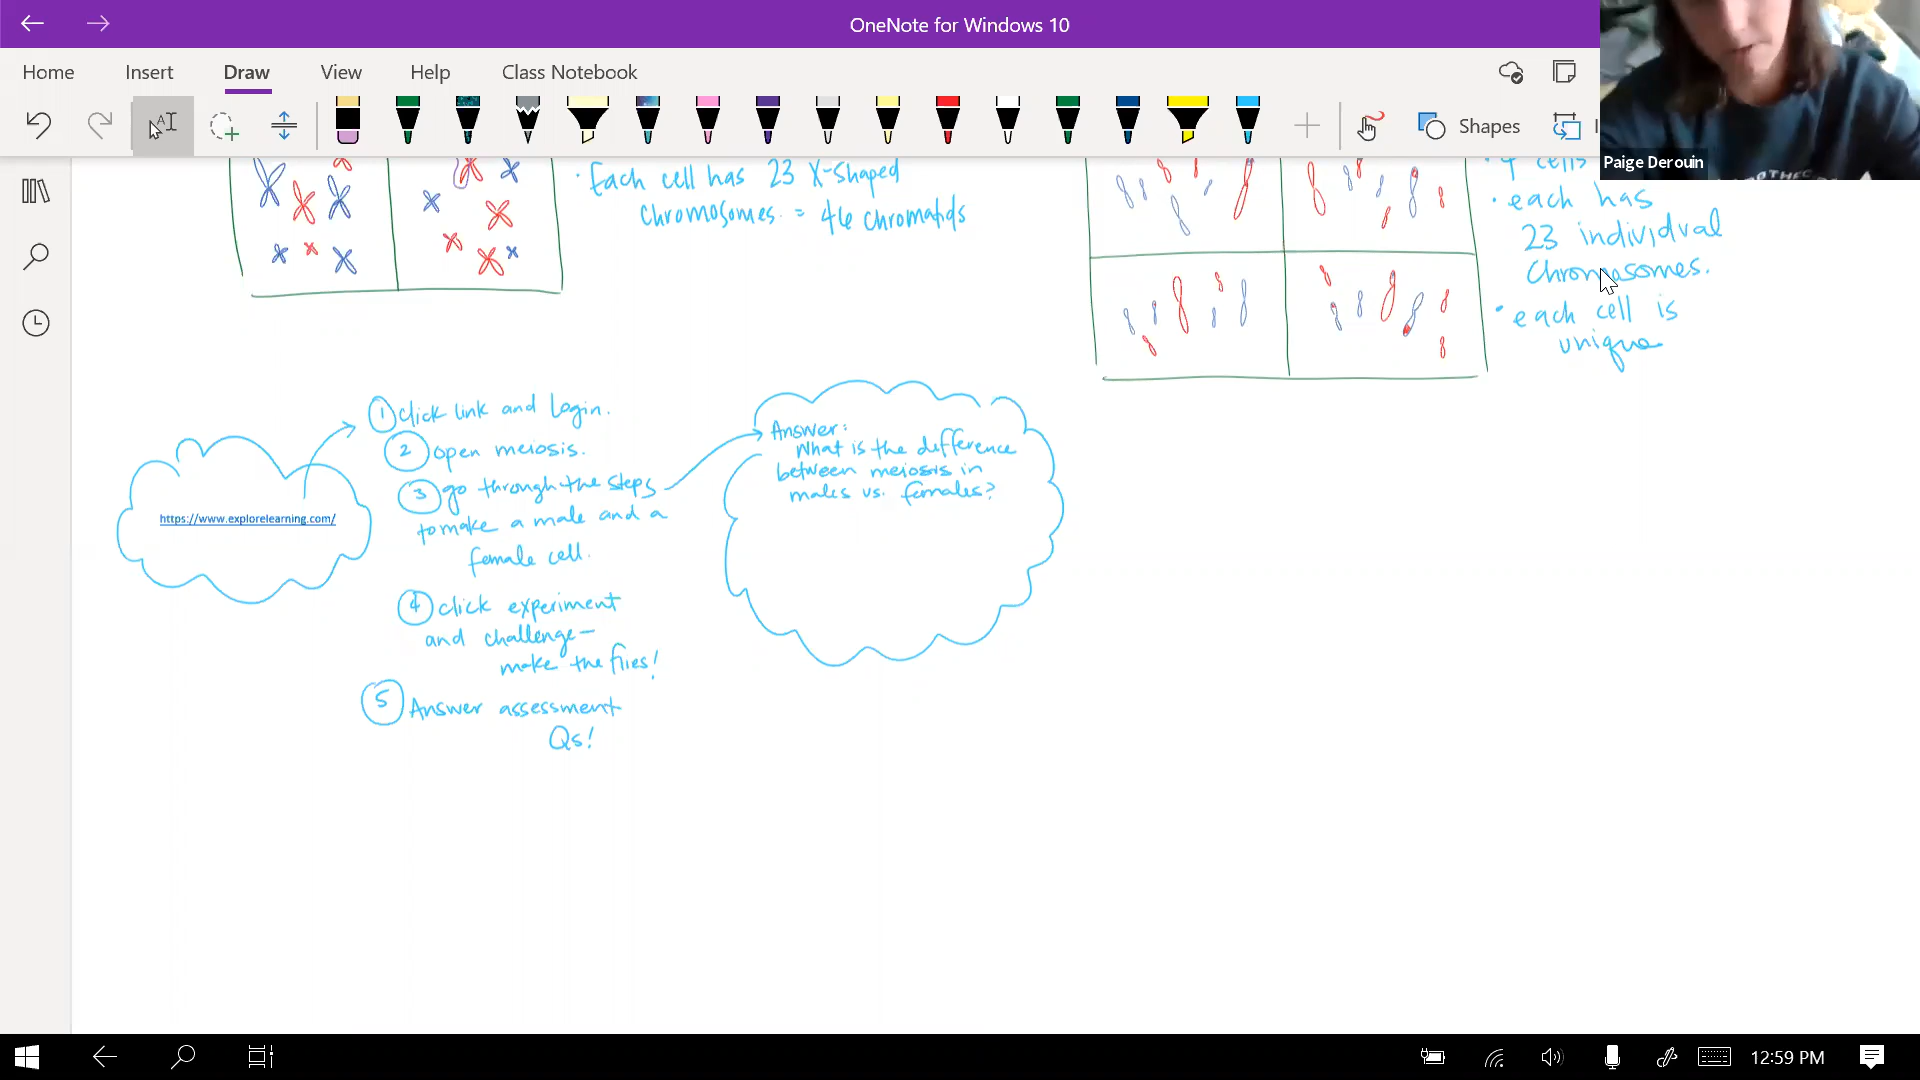 OneNote for Windows 10
Home Insert Draw View Help Class Notebook
Shapes
Paige Derouin
· Each cell has 23 X-shaped
chromosomes. = 46 chromatids
cells
· each has
23 individual
chromosomes.
· each cell is
unique
① click link and login.
② open meiosis.
③ go through the steps
to make a male and a
female cell.
④ click experiment
and challenge –
make the flies!
⑤ Answer assessment
Qs!
https://www.explorelearning.com/
Answer:
What is the difference
between meiosis in
males vs. females?
12:59 PM